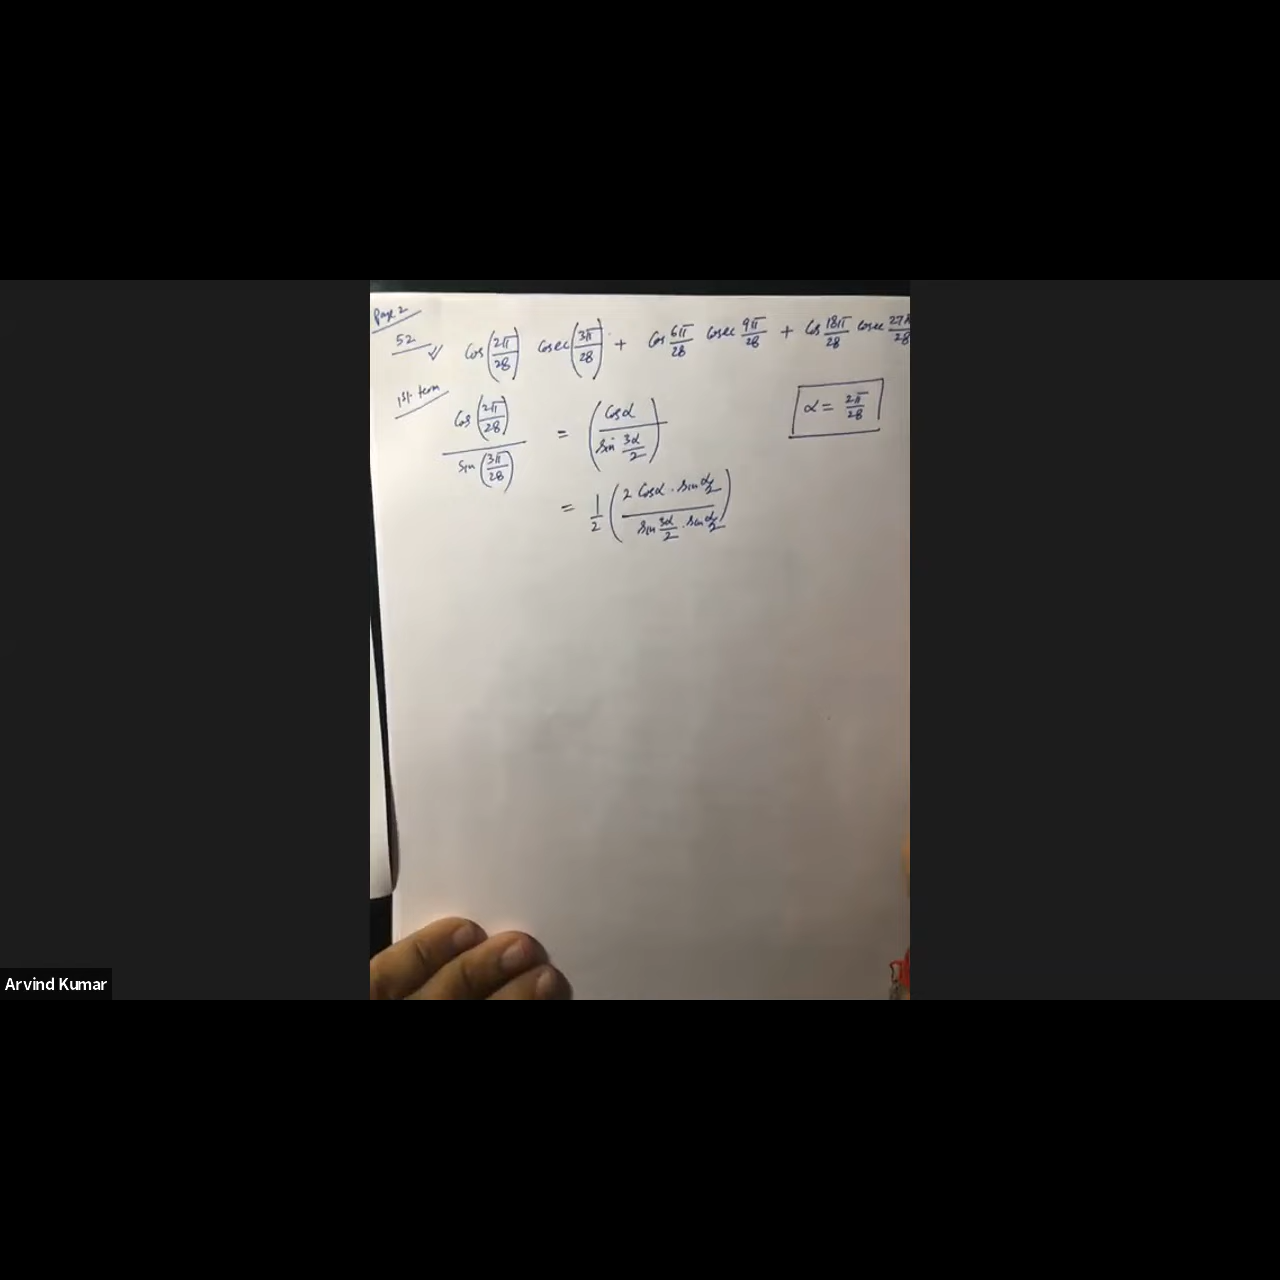 Page 2
52 cos(2π/28) cosec(3π/28) + cos 6π/28 cosec 9π/28 + cos 18π/28 cosec 27π/28
1st term
cos(2π/28) / sin(3π/28) = (cosα / sin 3α/2)
α = 2π/28
= 1/2 (2 cosα . sin α/2 / sin 3α/2 . sin α/2)
Arvind Kumar